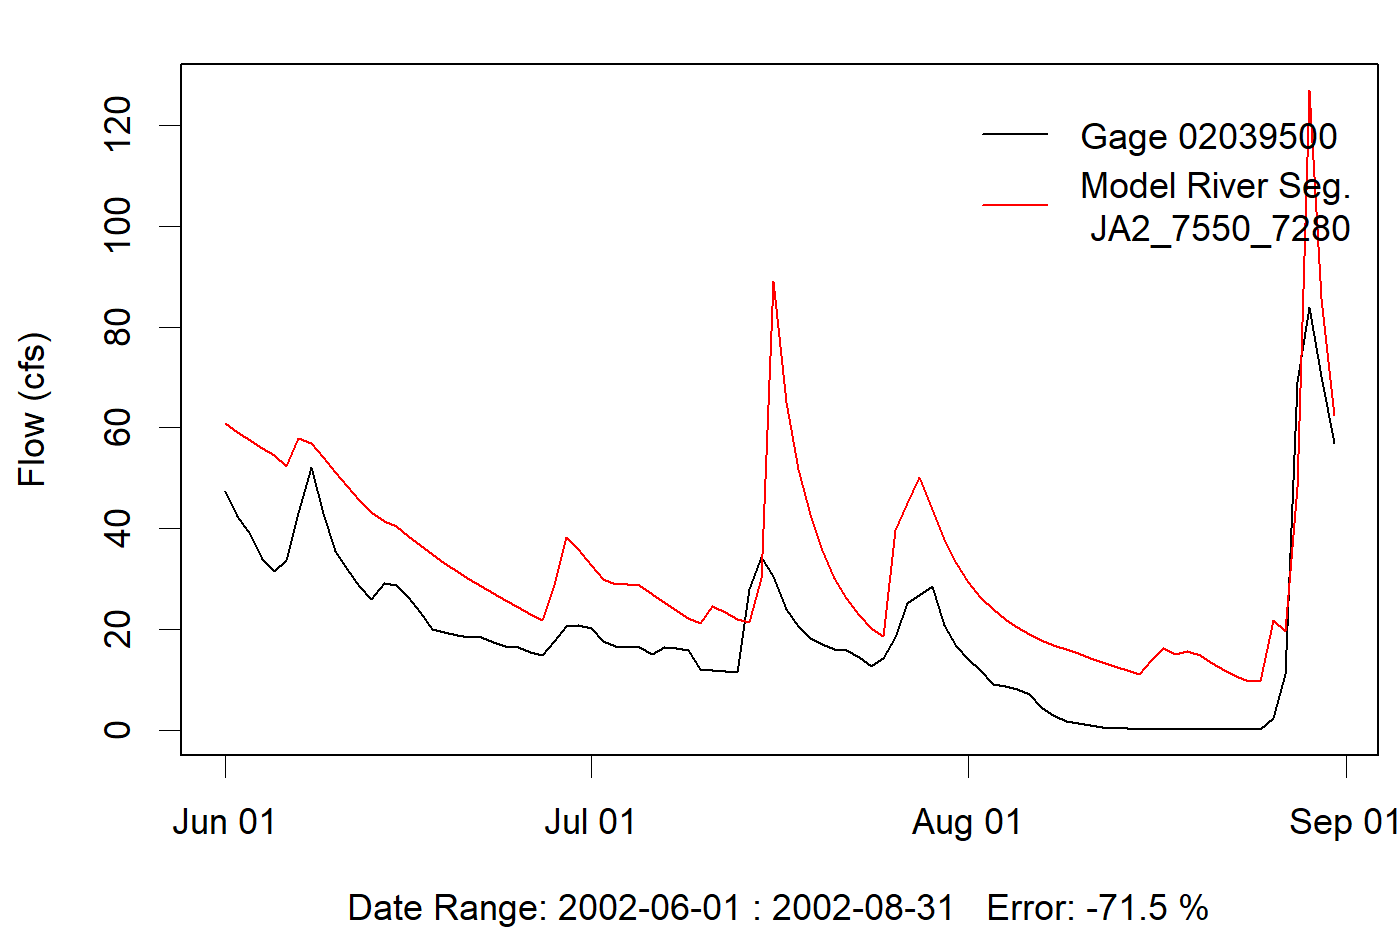 Flow (cfs)
120
100
80
60
40
20
0
Gage 02039500
Model River Seg.
JA2_7550_7280
Jun 01 Jul 01 Aug 01 Sep 01
Date Range: 2002-06-01 : 2002-08-31 Error: -71.5 %